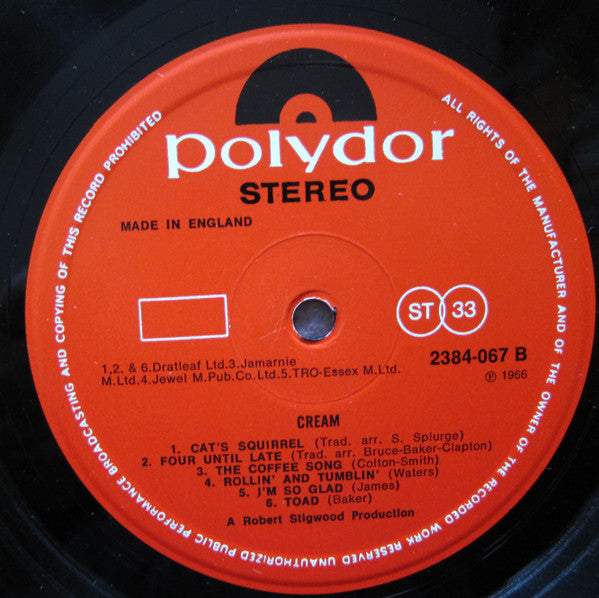 polydor
STEREO
MADE IN ENGLAND
ST 33
1,2. & 6.Dratleaf Ltd.3.Jamarnie
M.Ltd.4.Jewel M.Pub.Co.Ltd.5.TRO-Essex M.Ltd.
2384-067 B
℗ 1966
CREAM
1. CAT'S SQUIRREL (Trad. arr. S. Splurge)
2. FOUR UNTIL LATE (Trad. arr. Bruce-Baker-Clapton)
3. THE COFFEE SONG (Colton-Smith)
4. ROLLIN' AND TUMBLIN' (Waters)
5. I'M SO GLAD (James)
6. TOAD (Baker)
A Robert Stigwood Production
ALL RIGHTS OF THE MANUFACTURER AND OF THE OWNER OF THE RECORDED WORK RESERVED UNAUTHORIZED PUBLIC PERFORMANCE BROADCASTING AND COPYING OF THIS RECORD PROHIBITED